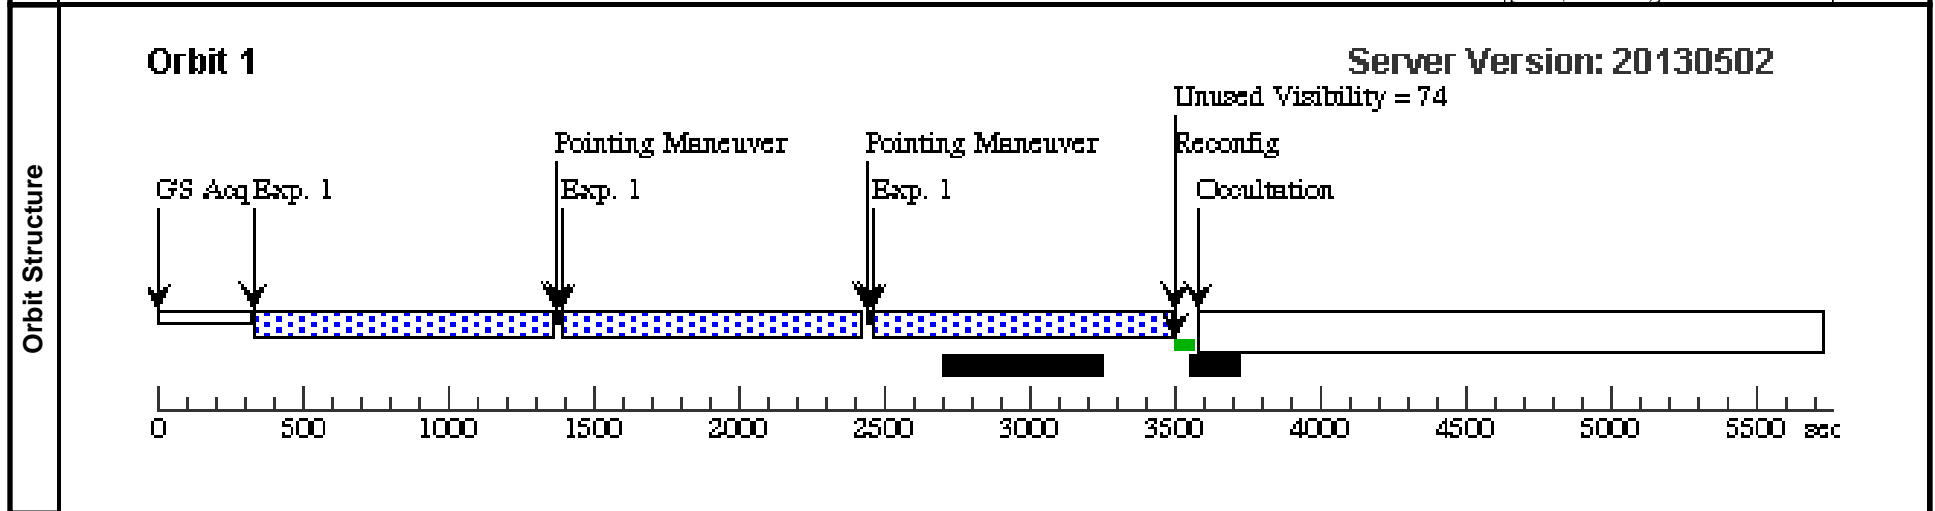 Orbit Structure
Orbit 1
Server Version: 20130502
Unused Visibility = 74
Pointing Maneuver
Pointing Maneuver
Reconfig
GS Acq
Exp. 1
Exp. 1
Exp. 1
Occultation
0 500 1000 1500 2000 2500 3000 3500 4000 4500 5000 5500 sec